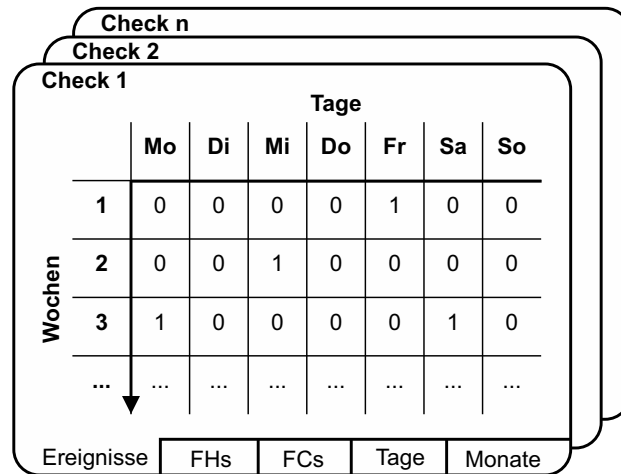 Check n
Check 2
Check 1
Tage
Mo Di Mi Do Fr Sa So
Wochen
1 0 0 0 0 1 0 0
2 0 0 1 0 0 0 0
3 1 0 0 0 0 1 0
... ... ... ... ... ... ... ...
Ereignisse FHs FCs Tage Monate